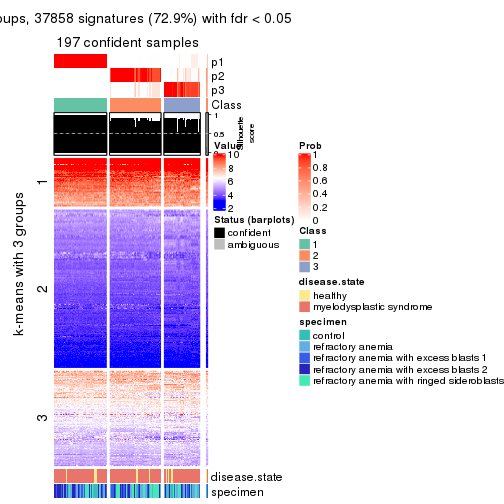 oups, 37858 signatures (72.9%) with fdr < 0.05
197 confident samples
p1
p2
p3
Class
1
0.5
0
Silhouette
score
k-means with 3 groups
1
2
3
Value
10
8
6
4
2
Status (barplots)
confident
ambiguous
Prob
1
0.8
0.6
0.4
0.2
0
Class
1
2
3
disease.state
healthy
myelodysplastic syndrome
specimen
control
refractory anemia
refractory anemia with excess blasts 1
refractory anemia with excess blasts 2
refractory anemia with ringed sideroblasts
disease.state
specimen